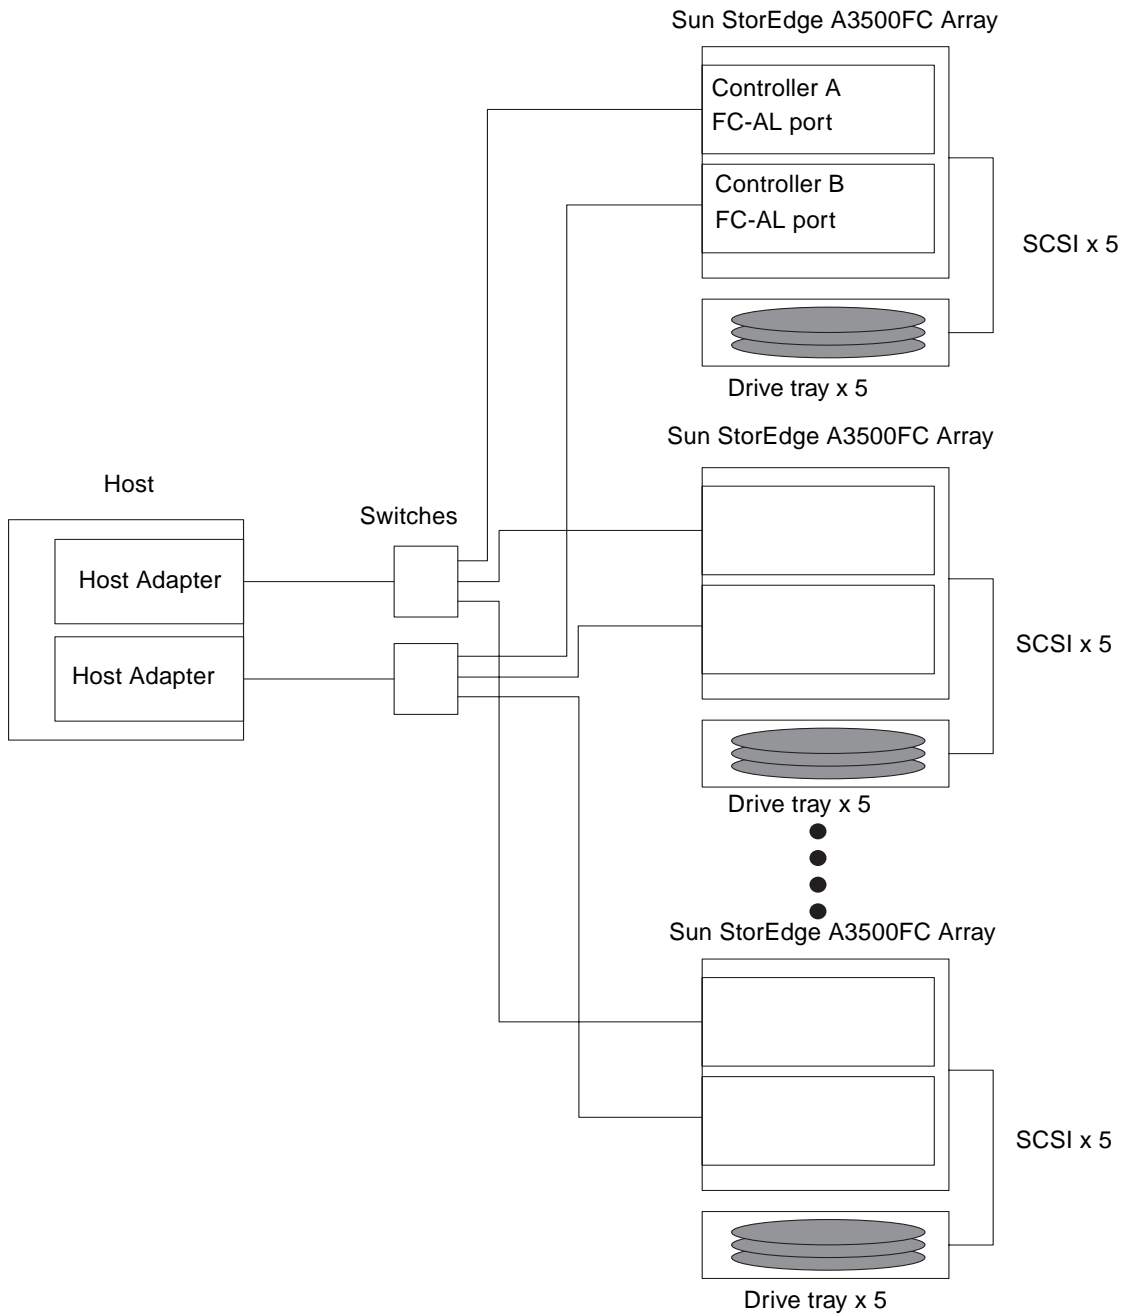 Sun StorEdge A3500FC Array
Controller A
FC-AL port
Controller B
FC-AL port
SCSI x 5
Drive tray x 5
Sun StorEdge A3500FC Array
Host
Switches
Host Adapter
Host Adapter
SCSI x 5
Drive tray x 5
Sun StorEdge A3500FC Array
SCSI x 5
Drive tray x 5